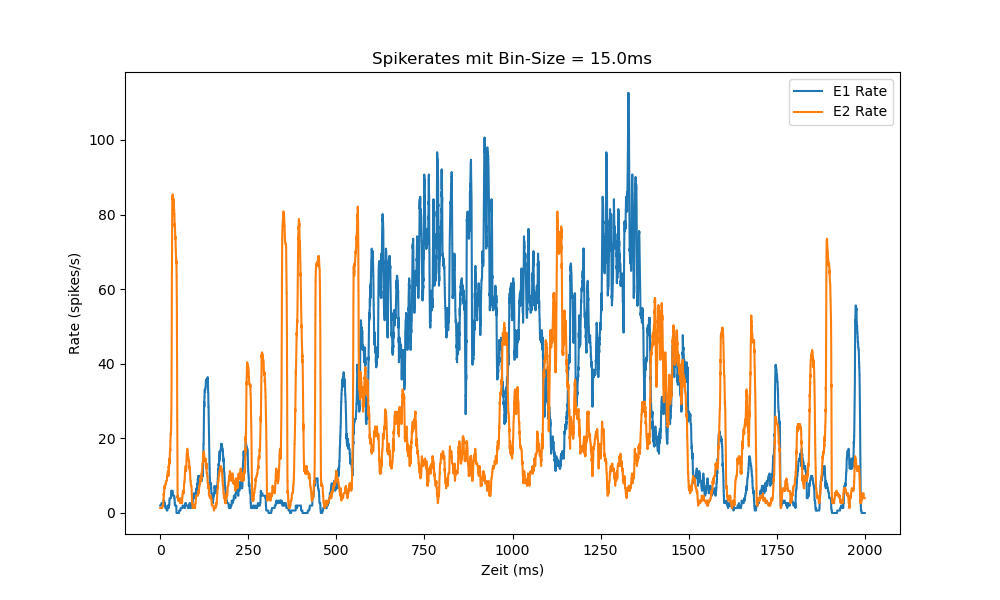 Spikerates mit Bin-Size = 15.0ms
E1 Rate
E2 Rate
Rate (spikes/s)
100
80
60
40
20
0
0 250 500 750 1000 1250 1500 1750 2000
Zeit (ms)